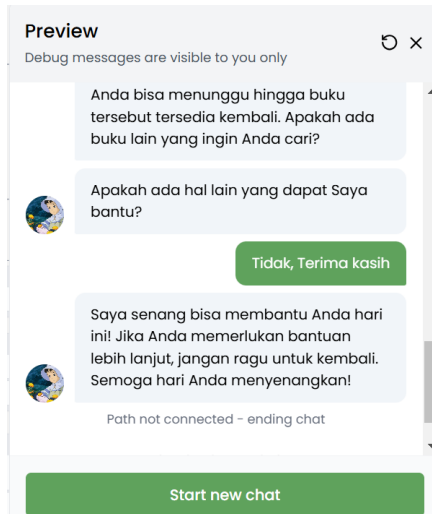 Preview
Debug messages are visible to you only
Anda bisa menunggu hingga buku
tersebut tersedia kembali. Apakah ada
buku lain yang ingin Anda cari?
Apakah ada hal lain yang dapat Saya
bantu?
Tidak, Terima kasih
Saya senang bisa membantu Anda hari
ini! Jika Anda memerlukan bantuan
lebih lanjut, jangan ragu untuk kembali.
Semoga hari Anda menyenangkan!
Path not connected - ending chat
Start new chat